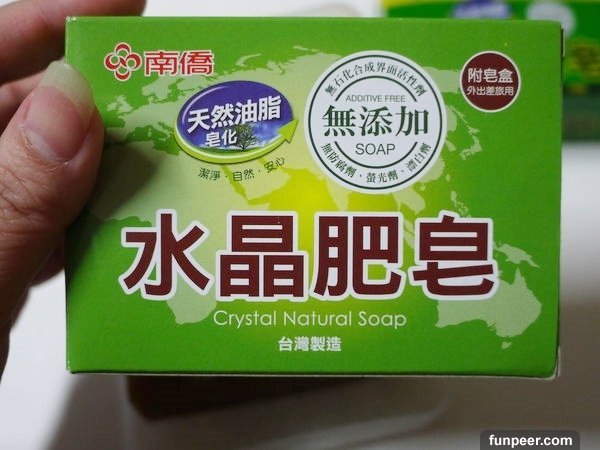 南僑
天然油脂
皂化
潔淨．自然．安心
無石化合成界面活性劑
ADDITIVE FREE
無添加
SOAP
無防腐劑、螢光劑、漂白劑
附皂盒
外出差旅用
水晶肥皂
Crystal Natural Soap
台灣製造
funpeer.com